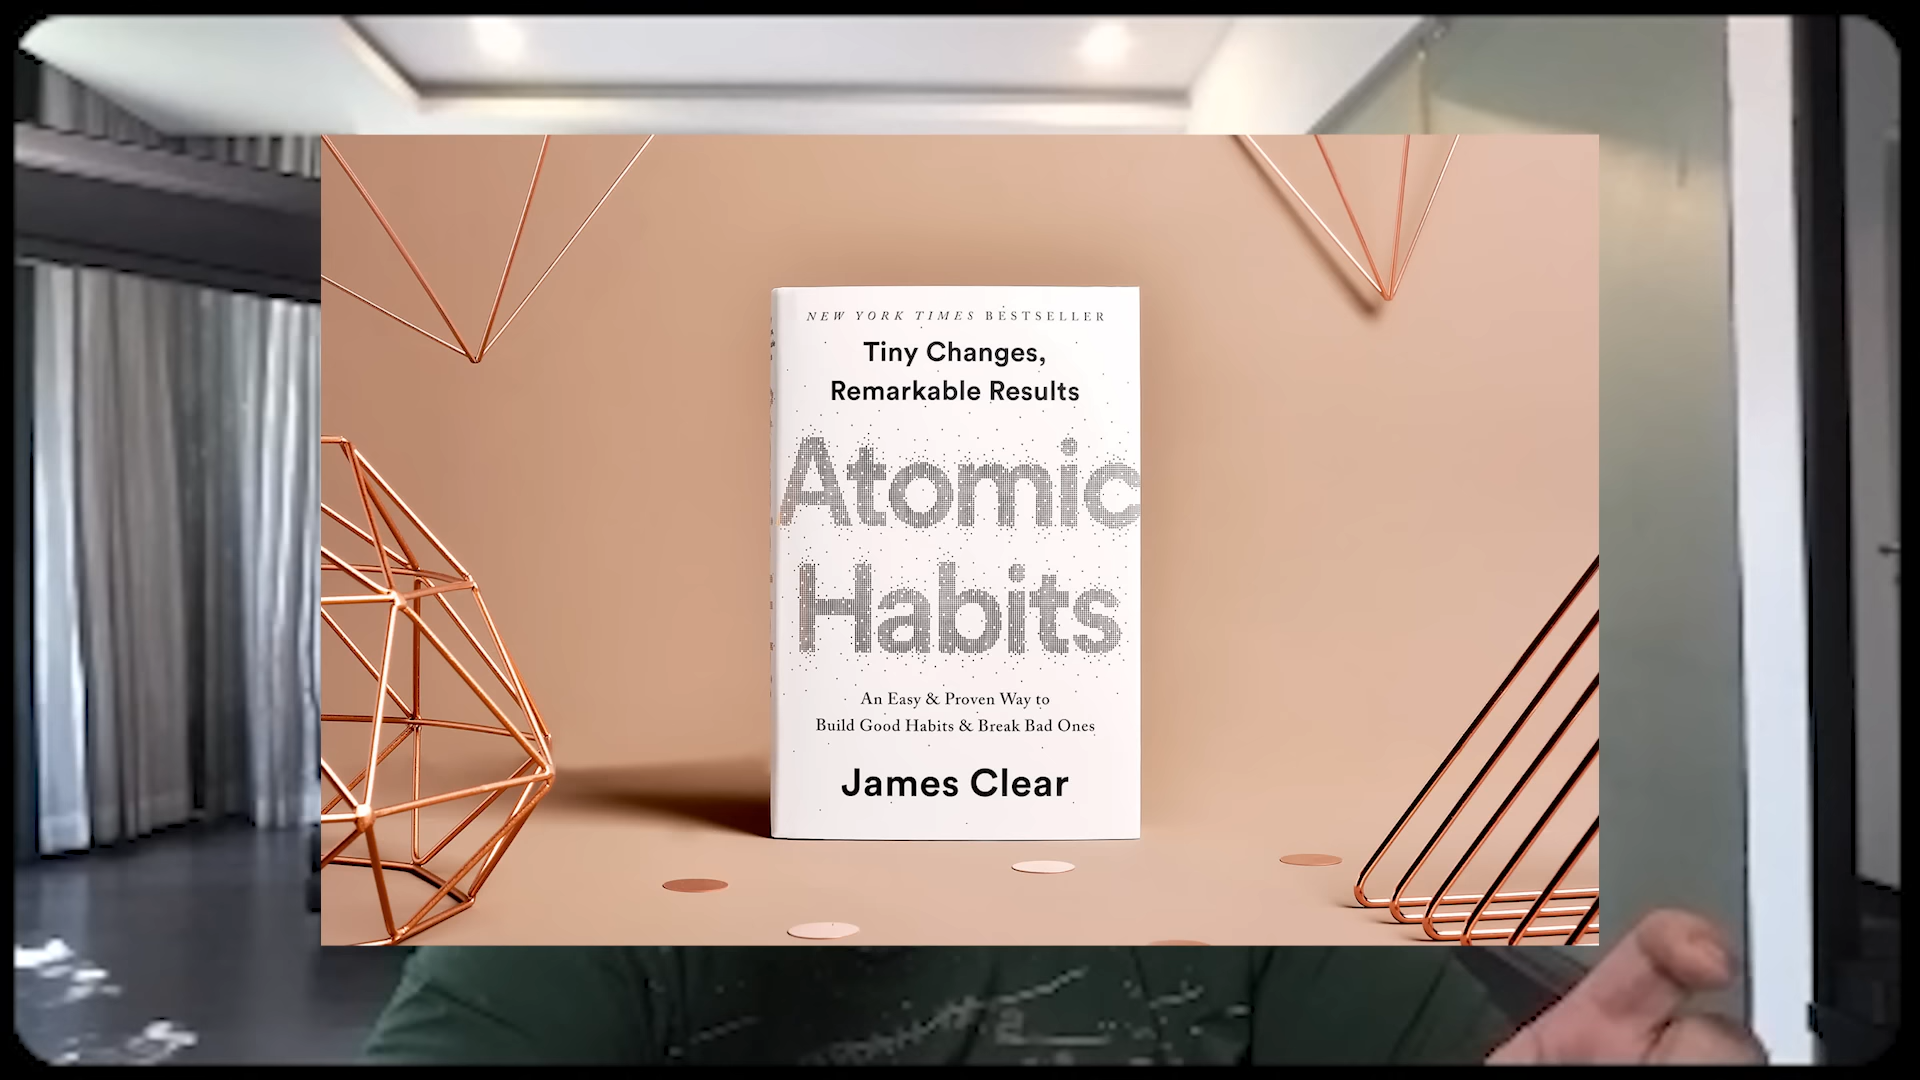 NEW YORK TIMES BESTSELLER
Tiny Changes,
Remarkable Results
Atomic
Habits
An Easy & Proven Way to
Build Good Habits & Break Bad Ones
James Clear